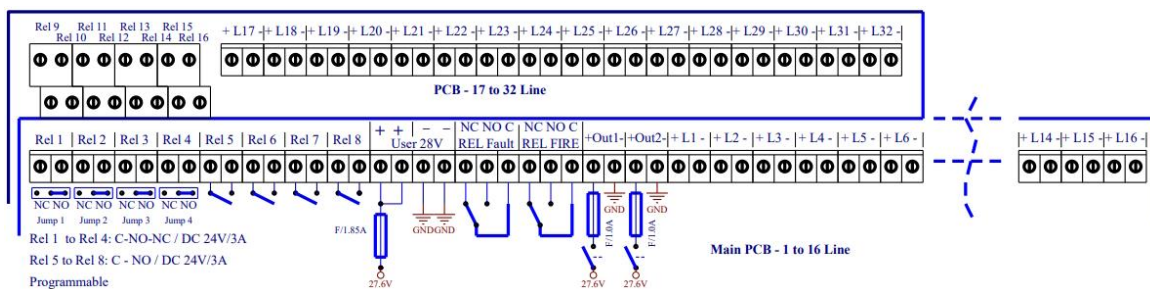 Rel 9 Rel 11 Rel 13 Rel 15
Rel 10 Rel 12 Rel 14 Rel 16
+ L17 - + L18 - + L19 - + L20 - + L21 - + L22 - + L23 - + L24 - + L25 - + L26 - + L27 - + L28 - + L29 - + L30 - + L31 - + L32 -
PCB - 17 to 32 Line
Rel 1 Rel 2 Rel 3 Rel 4 Rel 5 Rel 6 Rel 7 Rel 8 + + - - NC NO C NC NO C
User 28V REL Fault REL FIRE +Out1- +Out2- + L1 - + L2 - + L3 - + L4 - + L5 - + L6 - + L14 - + L15 - + L16 -
NC NO NC NO NC NO NC NO
Jump 1 Jump 2 Jump 3 Jump 4
GND GND
F/1.85A GND GND F/1.0A F/1.0A
Rel 1 to Rel 4: C-NO-NC / DC 24V/3A
Main PCB - 1 to 16 Line
Rel 5 to Rel 8: C - NO / DC 24V/3A
Programmable
27.6V 27.6V 27.6V